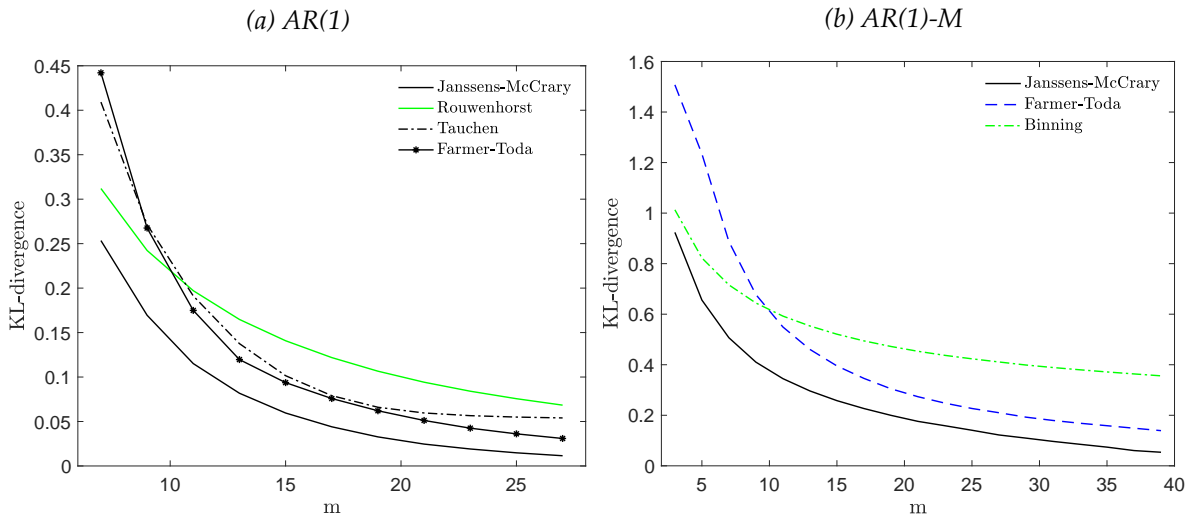 (a) AR(1)
0.45
0.4
0.35
0.3
0.25
0.2
0.15
0.1
0.05
0
KL-divergence
Janssens-McCrary
Rouwenhorst
Tauchen
Farmer-Toda
10
15
20
25
m
(b) AR(1)-M
1.6
1.4
1.2
1
0.8
0.6
0.4
0.2
0
KL-divergence
Janssens-McCrary
Farmer-Toda
Binning
5
10
15
20
25
30
35
40
m